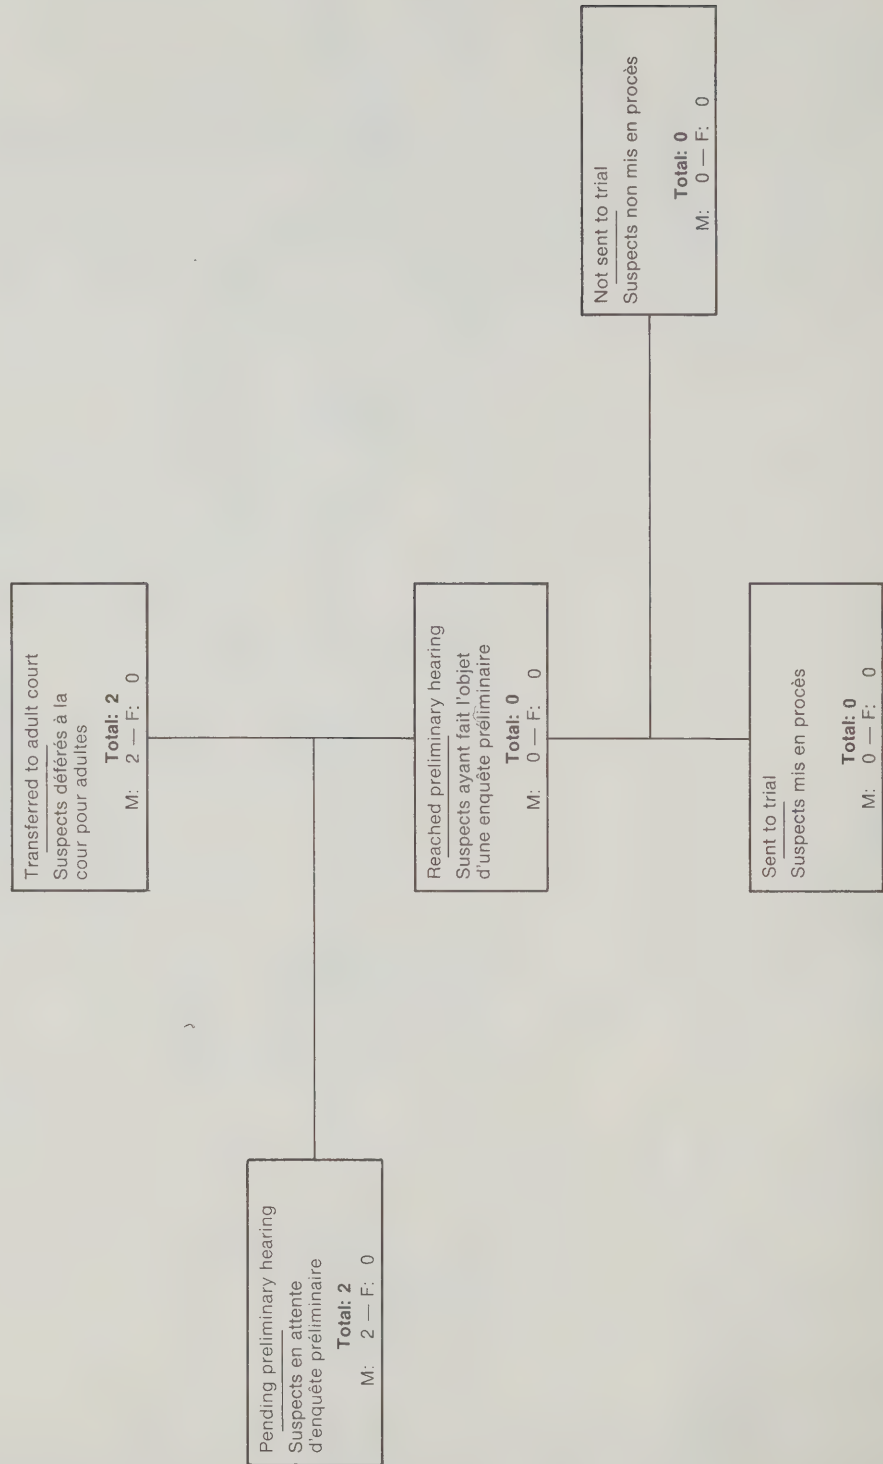 Transferred to adult court
Suspects déférés à la
cour pour adultes
Total: 2
M: 2 — F: 0
Pending preliminary hearing
Suspects en attente
d'enquête préliminaire
Total: 2
M: 2 — F: 0
Reached preliminary hearing
Suspects ayant fait l'objet
d'une enquête préliminaire
Total: 0
M: 0 — F: 0
Not sent to trial
Suspects non mis en procès
Total: 0
M: 0 — F: 0
Sent to trial
Suspects mis en procès
Total: 0
M: 0 — F: 0